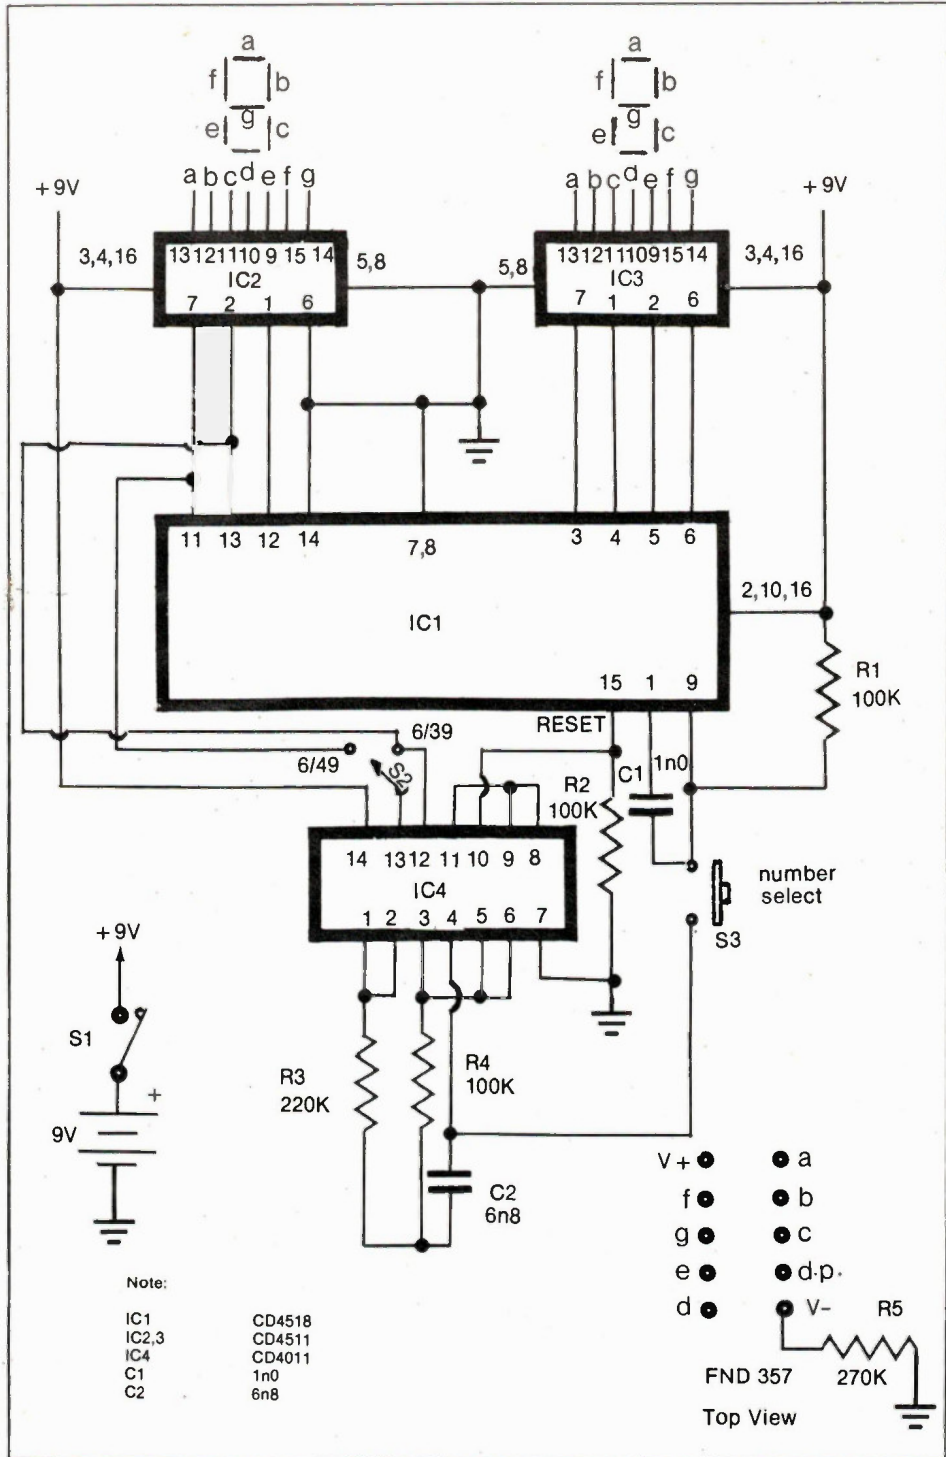 a a
f b f b
g g
e c e c
d d
a b c d e f g a b c d e f g
+9V +9V
3,4,16 13 12 11 10 9 15 14 5,8 5,8 13 12 11 10 9 15 14 3,4,16
IC2 IC3
7 2 1 6 7 1 2 6
11 13 12 14 7,8 3 4 5 6
2,10,16
IC1
15 1 9 R1
100K
RESET
6/39
6/49 S2 R2 C1 1n0
100K
14 13 12 11 10 9 8 number
select
IC4
1 2 3 4 5 6 7 S3
+9V
S1
R3 R4
220K 100K
+
9V
C2
6n8
V+ a
f b
g c
e d.p.
d V- R5
FND 357 270K
Top View
Note:
IC1 CD4518
IC2,3 CD4511
IC4 CD4011
C1 1n0
C2 6n8